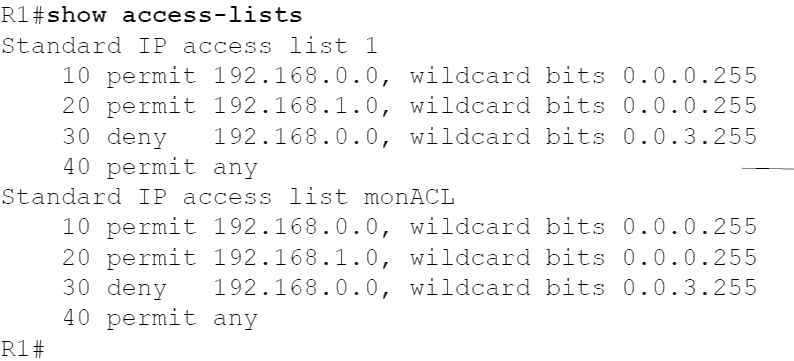 R1#show access-lists
Standard IP access list 1
    10 permit 192.168.0.0, wildcard bits 0.0.0.255
    20 permit 192.168.1.0, wildcard bits 0.0.0.255
    30 deny   192.168.0.0, wildcard bits 0.0.3.255
    40 permit any
Standard IP access list monACL
    10 permit 192.168.0.0, wildcard bits 0.0.0.255
    20 permit 192.168.1.0, wildcard bits 0.0.0.255
    30 deny   192.168.0.0, wildcard bits 0.0.3.255
    40 permit any
R1#